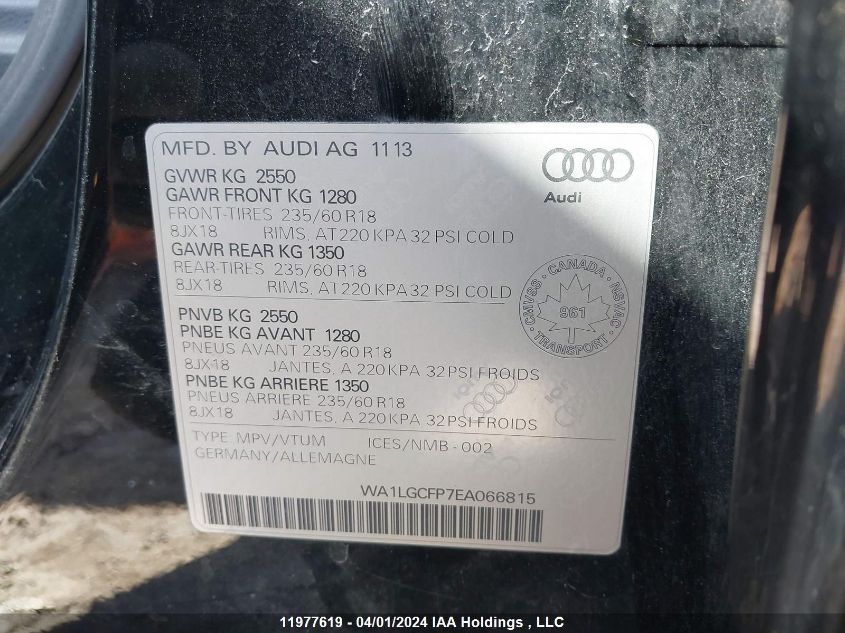 MFD. BY AUDI AG 11 13
Audi
GVWR KG 2550
GAWR FRONT KG 1280
FRONT-TIRES 235/60 R18
8JX18 RIMS, AT 220 KPA 32 PSI COLD
GAWR REAR KG 1350
REAR-TIRES 235/60 R18
8JX18 RIMS, AT 220 KPA 32 PSI COLD
CANADA
CMVSS · NSVAC
961
TRANSPORT
PNVB KG 2550
PNBE KG AVANT 1280
PNEUS AVANT 235/60 R18
8JX18 JANTES, A 220 KPA 32 PSI FROIDS
PNBE KG ARRIERE 1350
PNEUS ARRIERE 235/60 R18
8JX18 JANTES, A 220 KPA 32 PSI FROIDS
TYPE: MPV/VTUM ICES/NMB - 002
GERMANY/ALLEMAGNE
WA1LGCFP7EA066815
11977619 - 04/01/2024 IAA Holdings , LLC